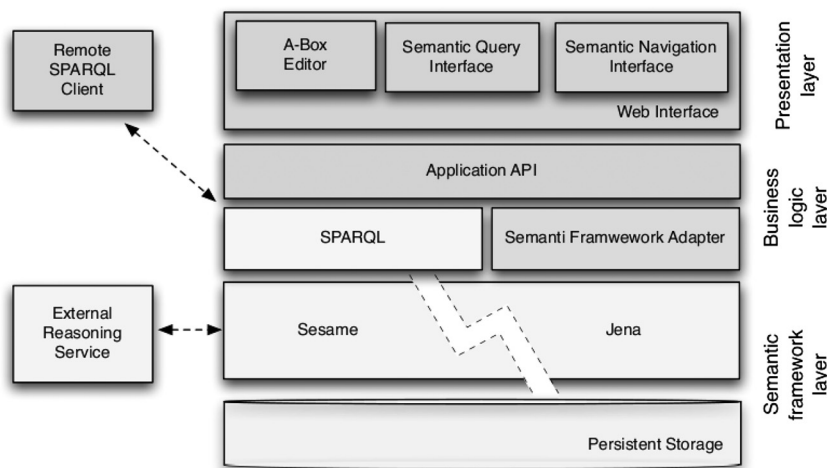 Remote
SPARQL
Client
A-Box
Editor
Semantic Query
Interface
Semantic Navigation
Interface
Web Interface
Presentation
layer
Application API
SPARQL
Semanti Framwework Adapter
Business
logic
layer
External
Reasoning
Service
Sesame
Jena
Semantic
framework
layer
Persistent Storage